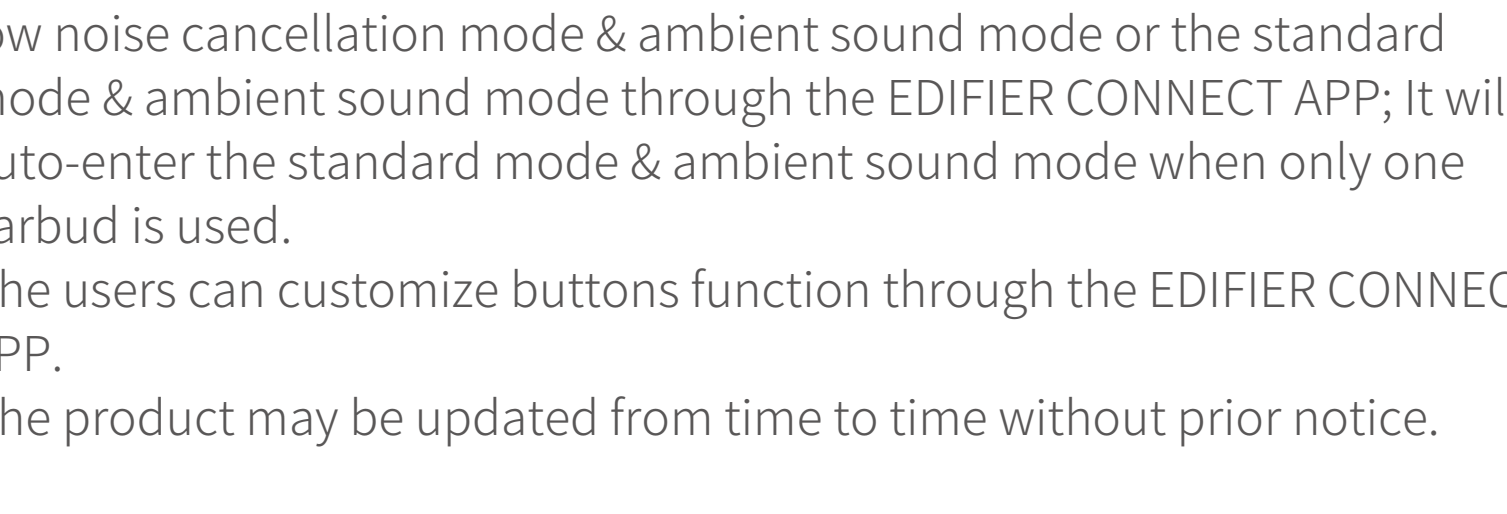 ow noise cancellation mode & ambient sound mode or the standard
mode & ambient sound mode through the EDIFIER CONNECT APP; It wil
uto-enter the standard mode & ambient sound mode when only one
arbud is used.
he users can customize buttons function through the EDIFIER CONNEC
PP.
he product may be updated from time to time without prior notice.